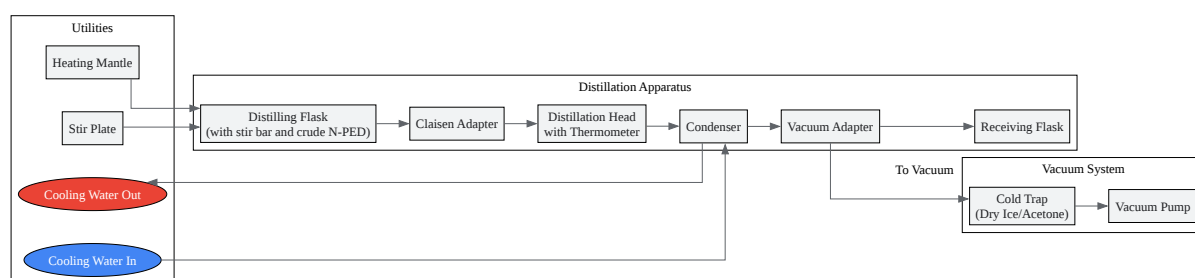 Utilities
Heating Mantle
Stir Plate
Cooling Water Out
Cooling Water In
Distillation Apparatus
Distilling Flask
(with stir bar and crude N-PED)
Claisen Adapter
Distillation Head
with Thermometer
Condenser
Vacuum Adapter
Receiving Flask
To Vacuum
Vacuum System
Cold Trap
(Dry Ice/Acetone)
Vacuum Pump